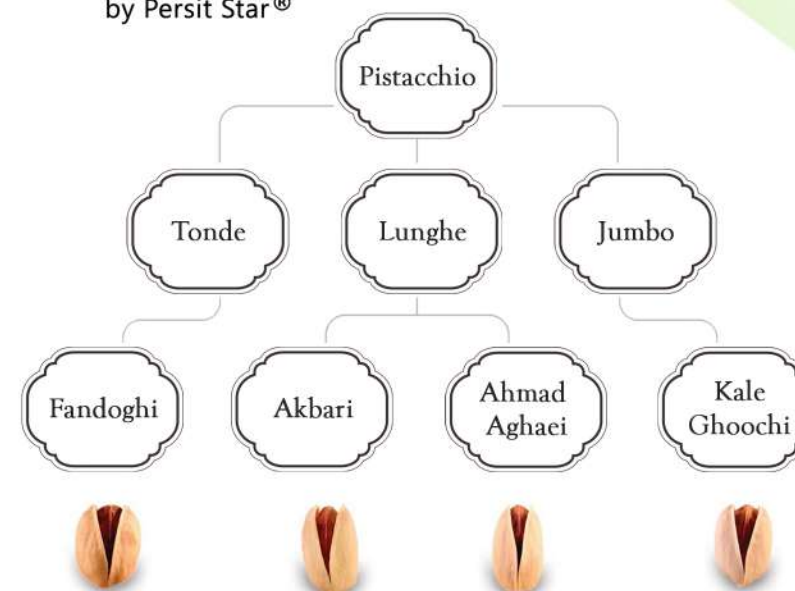 by Persit Star®
Pistacchio
Tonde
Lunghe
Jumbo
Fandoghi
Akbari
Ahmad
Aghaei
Kale
Ghoochi